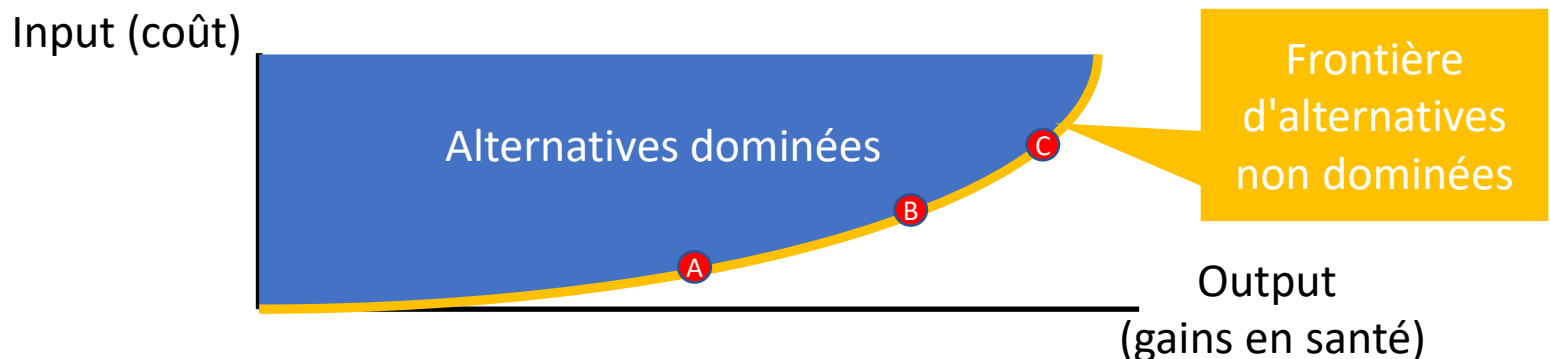 Input (coût)
Frontière
d'alternatives
non dominées
Alternatives dominées
C
B
A
Output
(gains en santé)